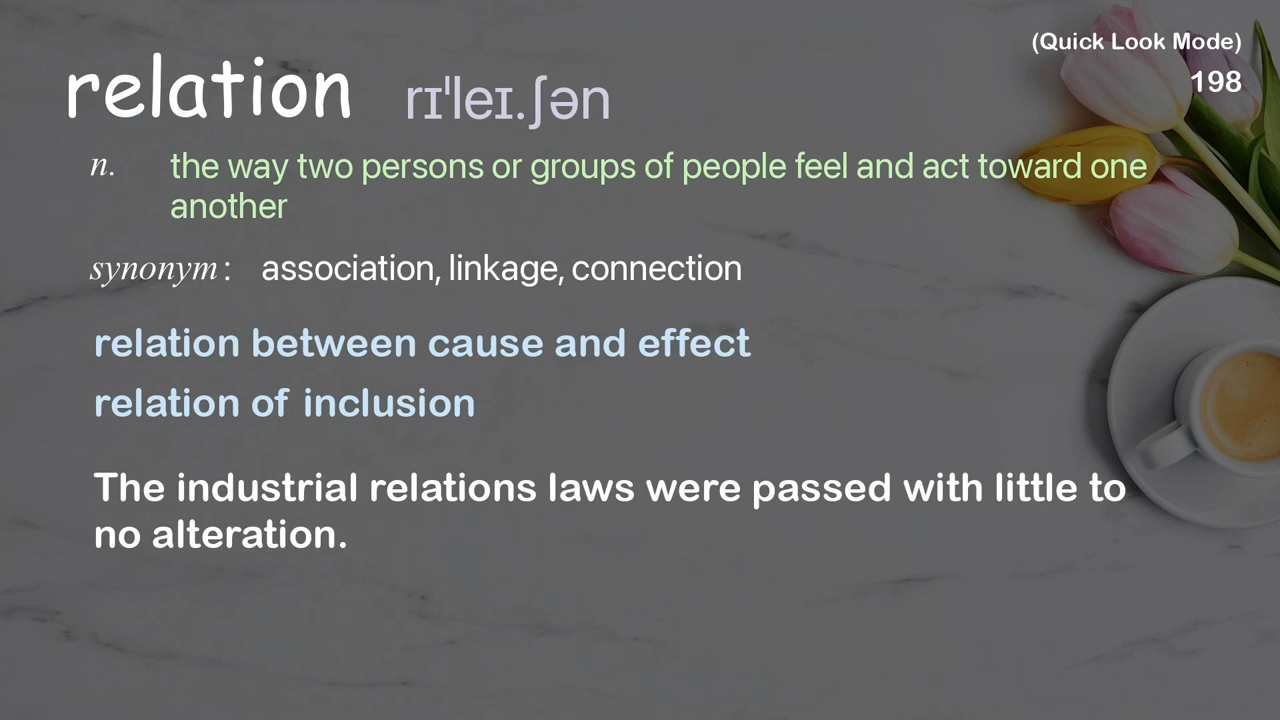 (Quick Look Mode)
relation rɪˈleɪ.ʃən
198
n. the way two persons or groups of people feel and act toward one
another
synonym: association, linkage, connection
relation between cause and effect
relation of inclusion
The industrial relations laws were passed with little to
no alteration.